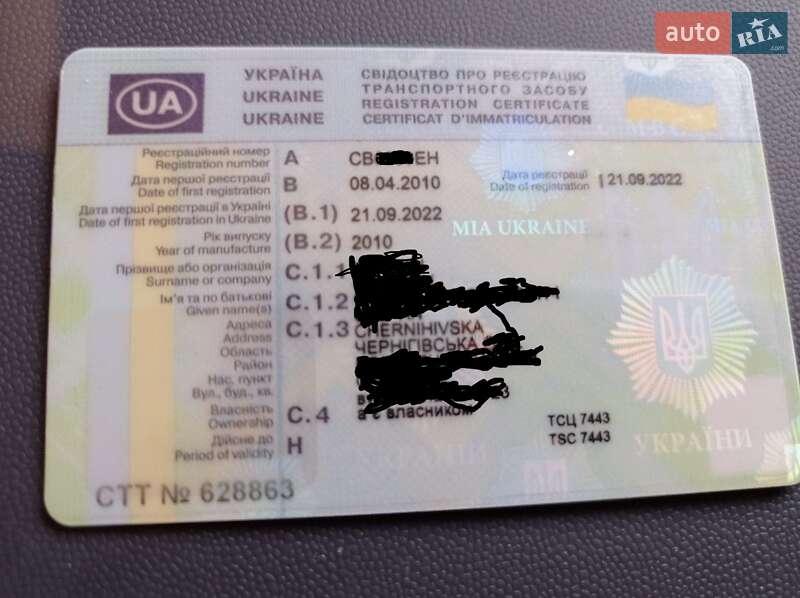 auto RIA .com
УКРАЇНА СВІДОЦТВО ПРО РЕЄСТРАЦІЮ
UKRAINE ТРАНСПОРТНОГО ЗАСОБУ
UKRAINE REGISTRATION CERTIFICATE
UA CERTIFICAT D'IMMATRICULATION
Реєстраційний номер
Registration number A СВ ЕН
Дата першої реєстрації
Date of first registration B 08.04.2010
Дата реєстрації
Date of registration 21.09.2022
Дата першої реєстрації в Україні
Date of first registration in Ukraine (B.1) 21.09.2022
MIA UKRAINE
Рік випуску
Year of manufacture (B.2) 2010
Прізвище або організація
Surname or company C.1.1
Ім'я та по батькові
Given name(s) C.1.2
Адреса C.1.3 CHERNIHIVSKA
Address ЧЕРНІГІВСЬКА
Область
Район
Нас. пункт
Вул., буд., кв.
Власність
Ownership C.4 власником
ТСЦ 7443
Дійсне до
Period of validity H TSC 7443
УКРАЇНИ
СТТ № 628863